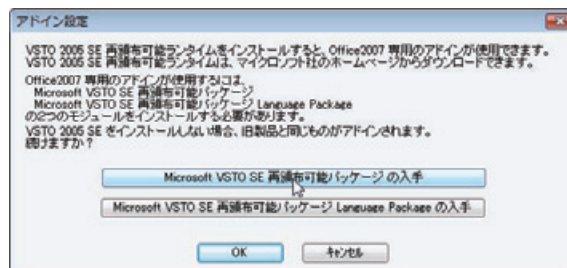 アドイン設定
VSTO 2005 SE 再頒布可能ランタイムをインストールすると、Office2007 専用のアドインが使用できます。
VSTO 2005 SE 再頒布可能ランタイムは、マイクロソフト社のホームページからダウンロードできます。
Office2007 専用のアドインが使用するには、
Microsoft VSTO SE 再頒布可能パッケージ
Microsoft VSTO SE 再頒布可能パッケージ Language Package
の2つのモジュールをインストールする必要があります。
VSTO 2005 SE をインストールしない場合、旧製品と同じものがアドインされます。
続けますか？
Microsoft VSTO SE 再頒布可能パッケージ の入手
Microsoft VSTO SE 再頒布可能パッケージ Language Package の入手
OK キャンセル